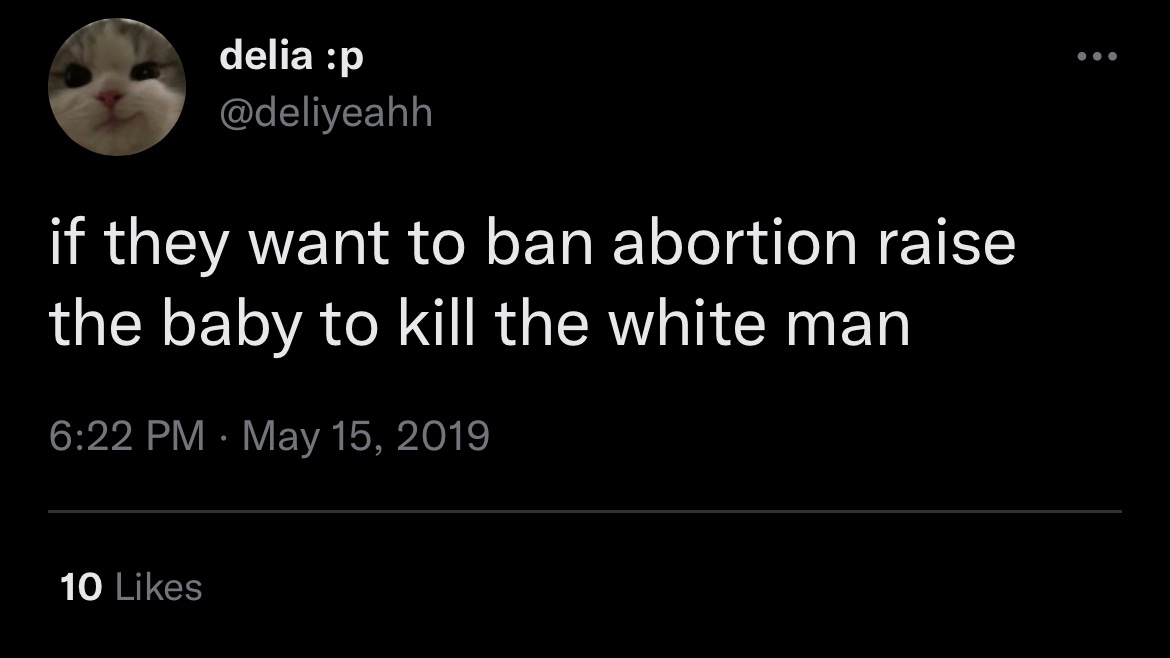 delia :p
@deliyeahh
if they want to ban abortion raise
the baby to kill the white man
6:22 PM · May 15, 2019
10 Likes